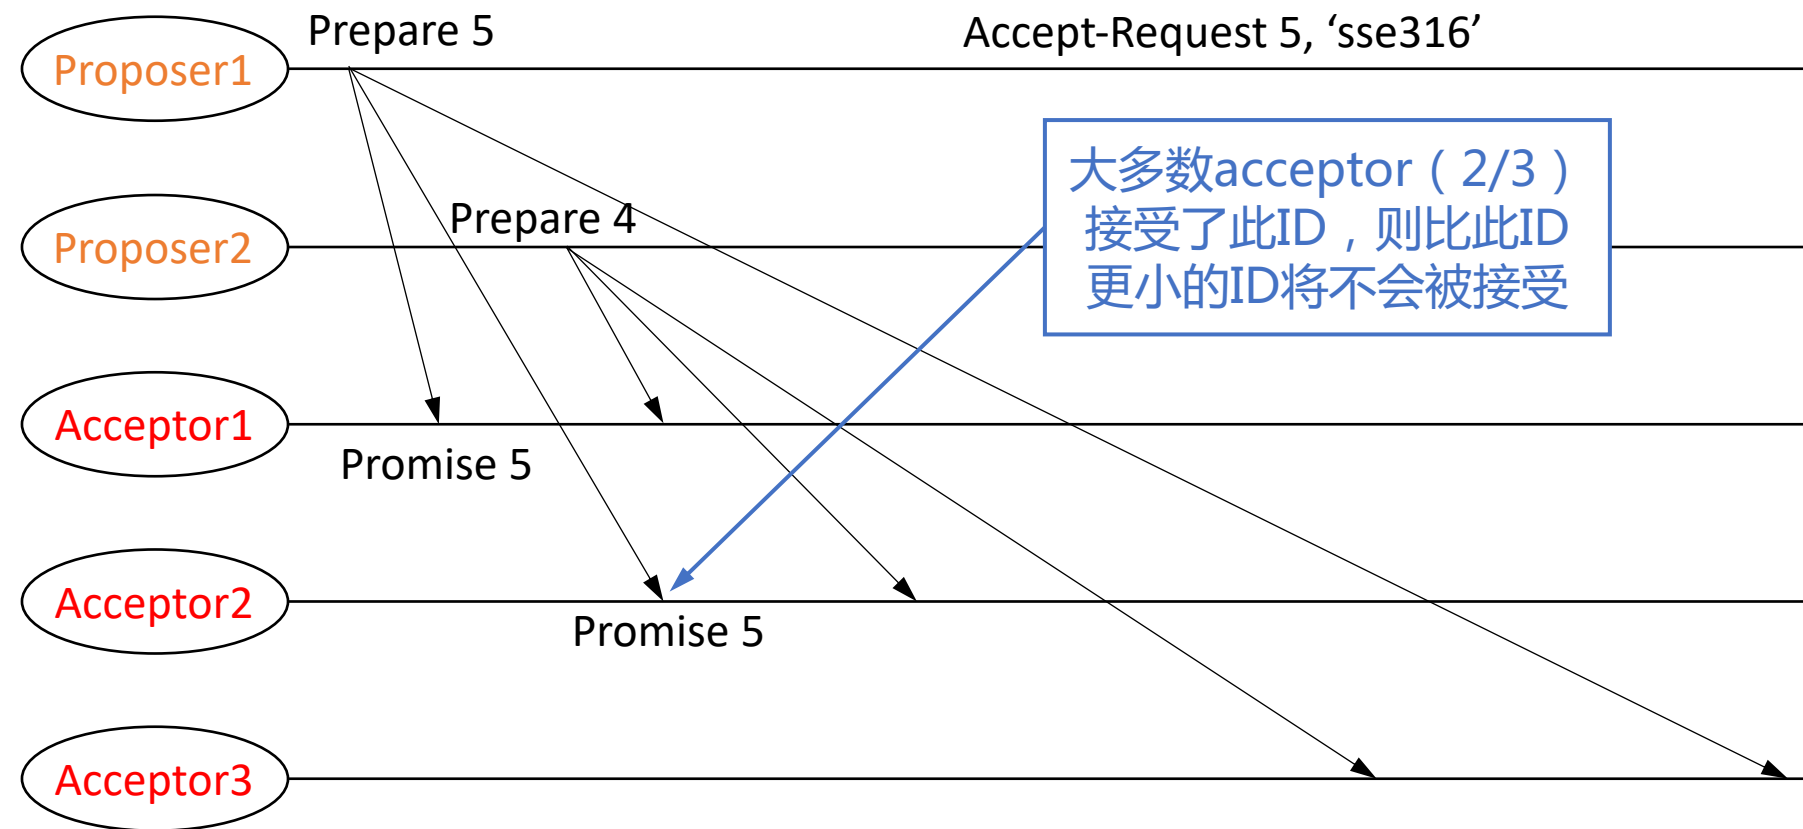 Prepare 5
Accept-Request 5, ‘sse316’
Proposer1
大多数acceptor（2/3）
接受了此ID，则比此ID
更小的ID将不会被接受
Prepare 4
Proposer2
Acceptor1
Promise 5
Acceptor2
Promise 5
Acceptor3